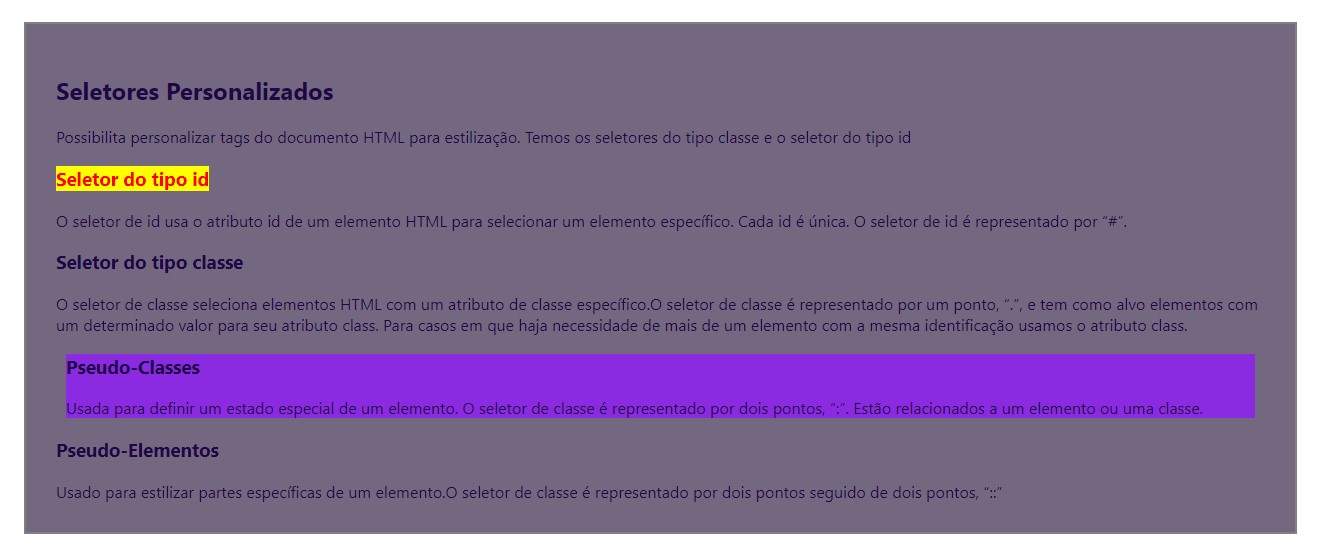 Seletores Personalizados
Possibilita personalizar tags do documento HTML para estilização. Temos os seletores do tipo classe e o seletor do tipo id
Seletor do tipo id
O seletor de id usa o atributo id de um elemento HTML para selecionar um elemento específico. Cada id é única. O seletor de id é representado por “#”.
Seletor do tipo classe
O seletor de classe seleciona elementos HTML com um atributo de classe específico.O seletor de classe é representado por um ponto, “.”, e tem como alvo elementos com
um determinado valor para seu atributo class. Para casos em que haja necessidade de mais de um elemento com a mesma identificação usamos o atributo class.
Pseudo-Classes
Usada para definir um estado especial de um elemento. O seletor de classe é representado por dois pontos, “:”. Estão relacionados a um elemento ou uma classe.
Pseudo-Elementos
Usado para estilizar partes específicas de um elemento.O seletor de classe é representado por dois pontos seguido de dois pontos, “::”